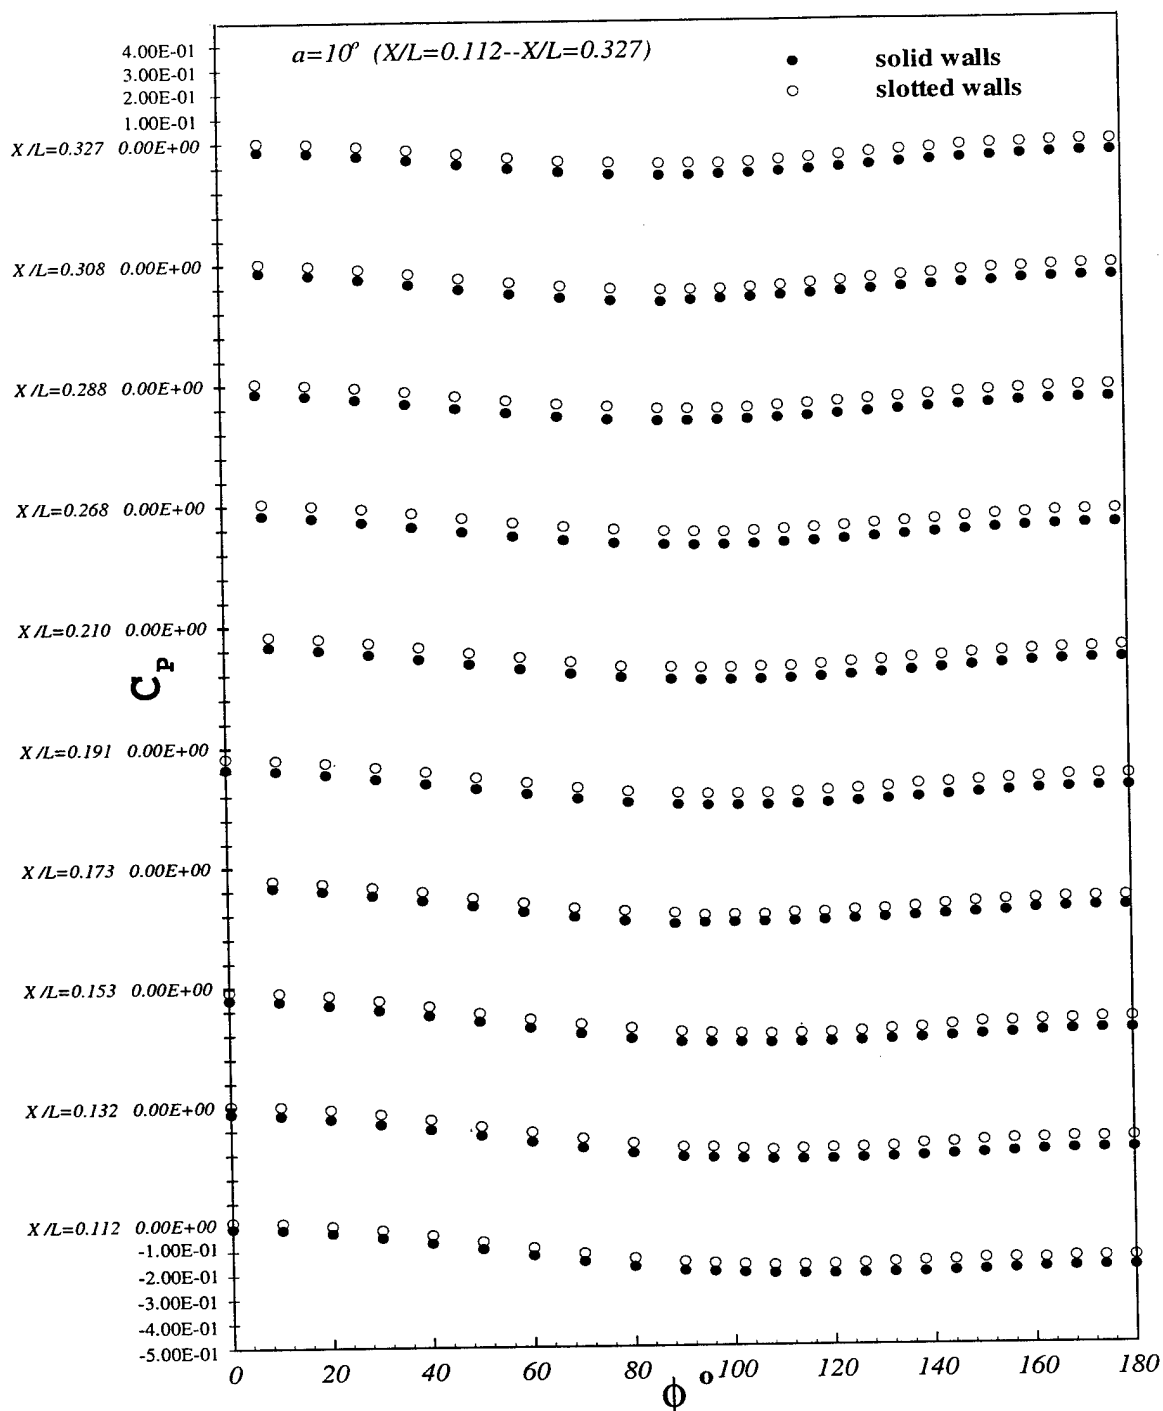 4.00E-01
a=10° (X/L=0.112--X/L=0.327)
solid walls
3.00E-01
2.00E-01
slotted walls
1.00E-01
X/L=0.327 0.00E+00
X/L=0.308 0.00E+00
X/L=0.288 0.00E+00
X/L=0.268 0.00E+00
X/L=0.210 0.00E+00
C_P
X/L=0.191 0.00E+00
X/L=0.173 0.00E+00
X/L=0.153 0.00E+00
X/L=0.132 0.00E+00
X/L=0.112 0.00E+00
-1.00E-01
-2.00E-01
-3.00E-01
-4.00E-01
-5.00E-01
0 20 40 60 80 100 120 140 160 180
ϕ °